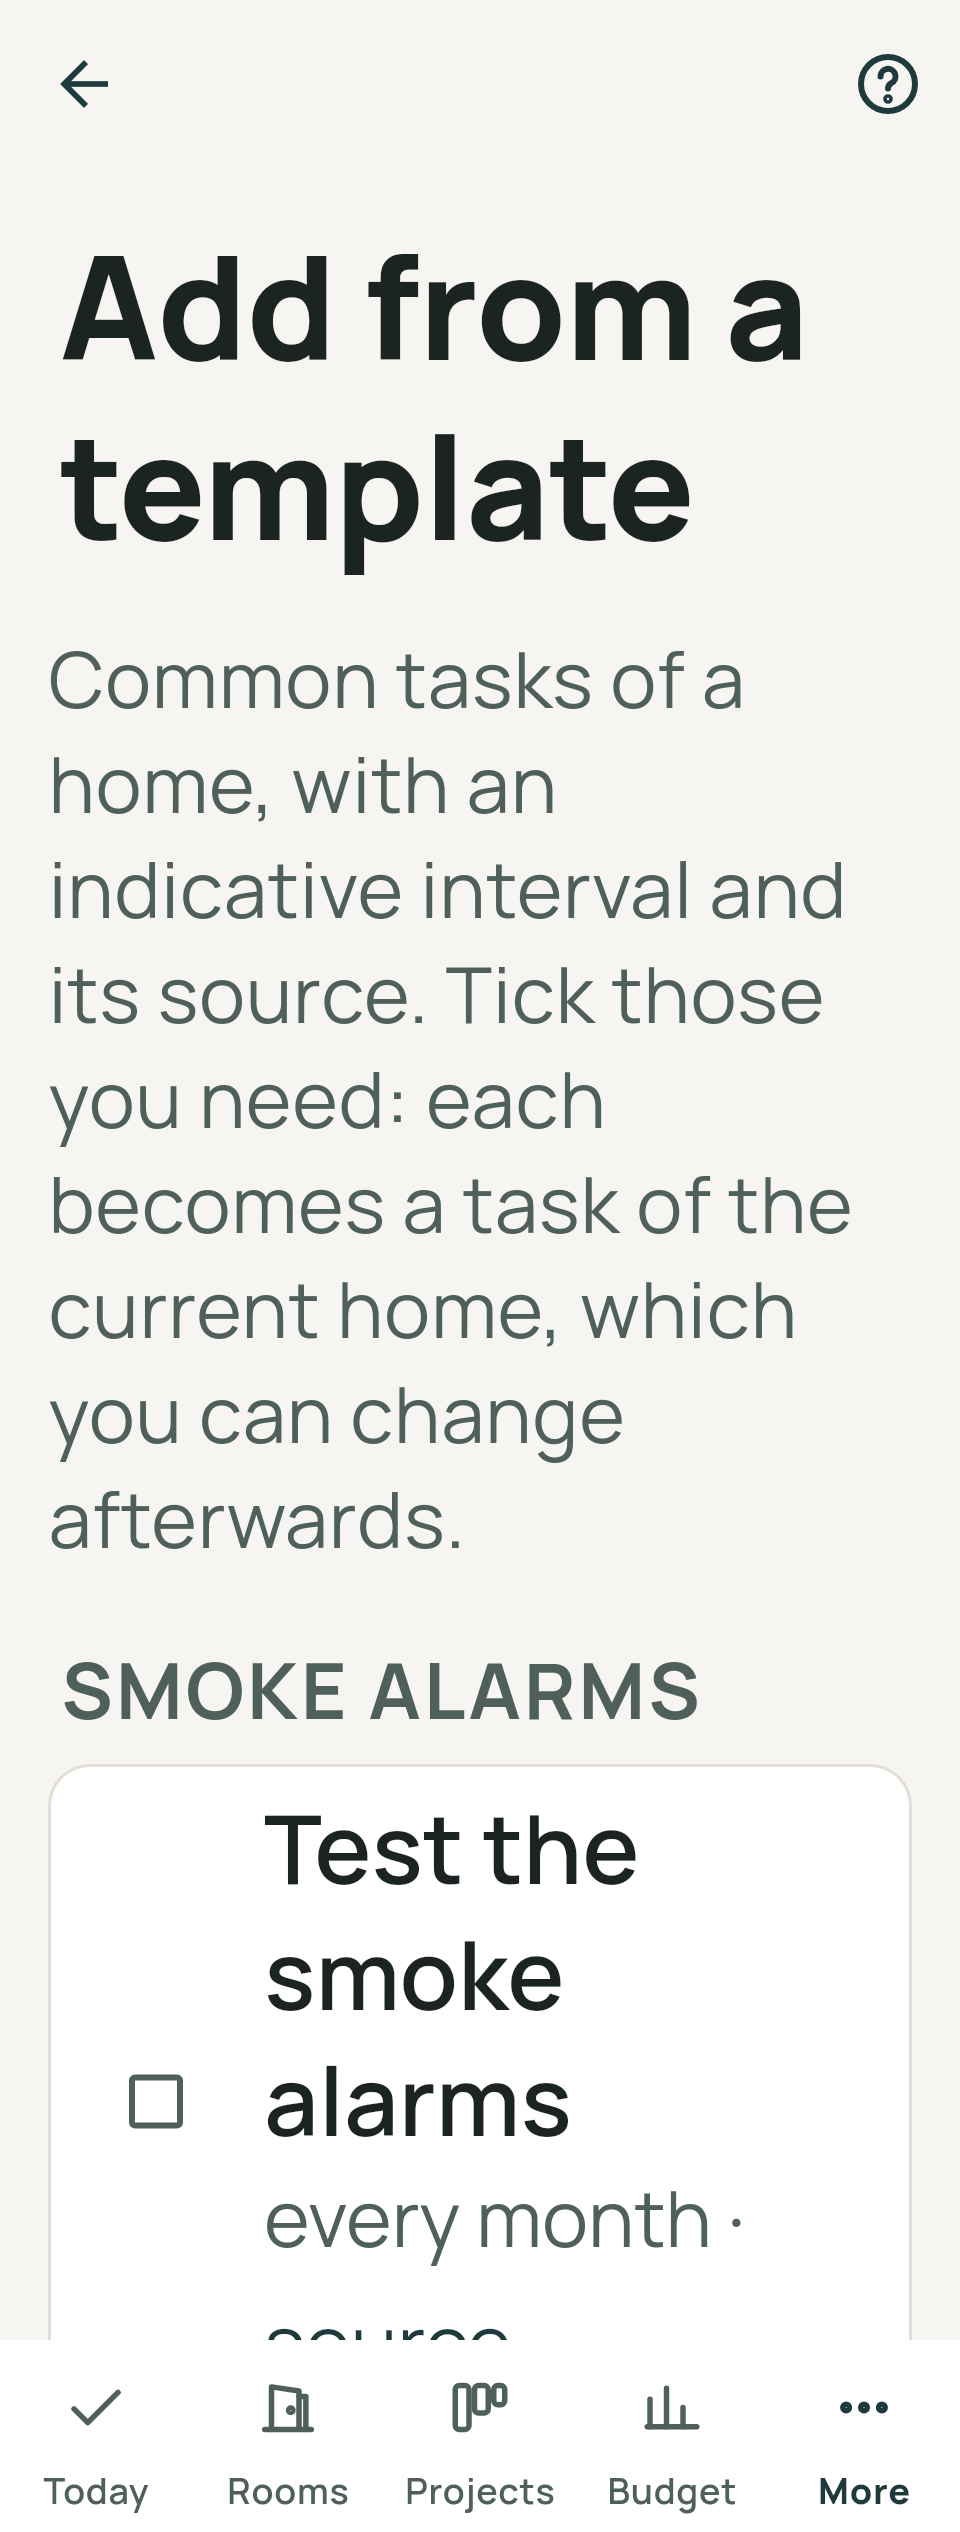 Add from a
template
Common tasks of a
home, with an
indicative interval and
its source. Tick those
you need: each
becomes a task of the
current home, which
you can change
afterwards.
SMOKE ALARMS
Test the
smoke
alarms
every month ·
source
Today
Rooms
Projects
Budget
More